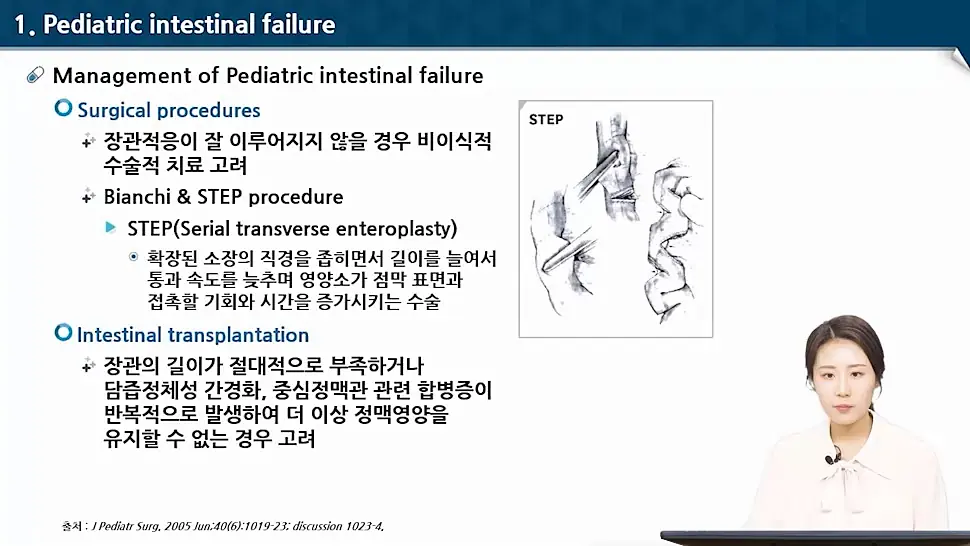 1. Pediatric intestinal failure
Management of Pediatric intestinal failure
Surgical procedures
장관적응이 잘 이루어지지 않을 경우 비이식적
수술적 치료 고려
Bianchi & STEP procedure
STEP(Serial transverse enteroplasty)
확장된 소장의 직경을 좁히면서 길이를 늘여서
통과 속도를 늦추며 영양소가 점막 표면과
접촉할 기회와 시간을 증가시키는 수술
Intestinal transplantation
장관의 길이가 절대적으로 부족하거나
담즙정체성 간경화, 중심정맥관 관련 합병증이
반복적으로 발생하여 더 이상 정맥영양을
유지할 수 없는 경우 고려
STEP
출처 : J Pediatr Surg. 2005 Jun;40(6):1019-23; discussion 1023-4.